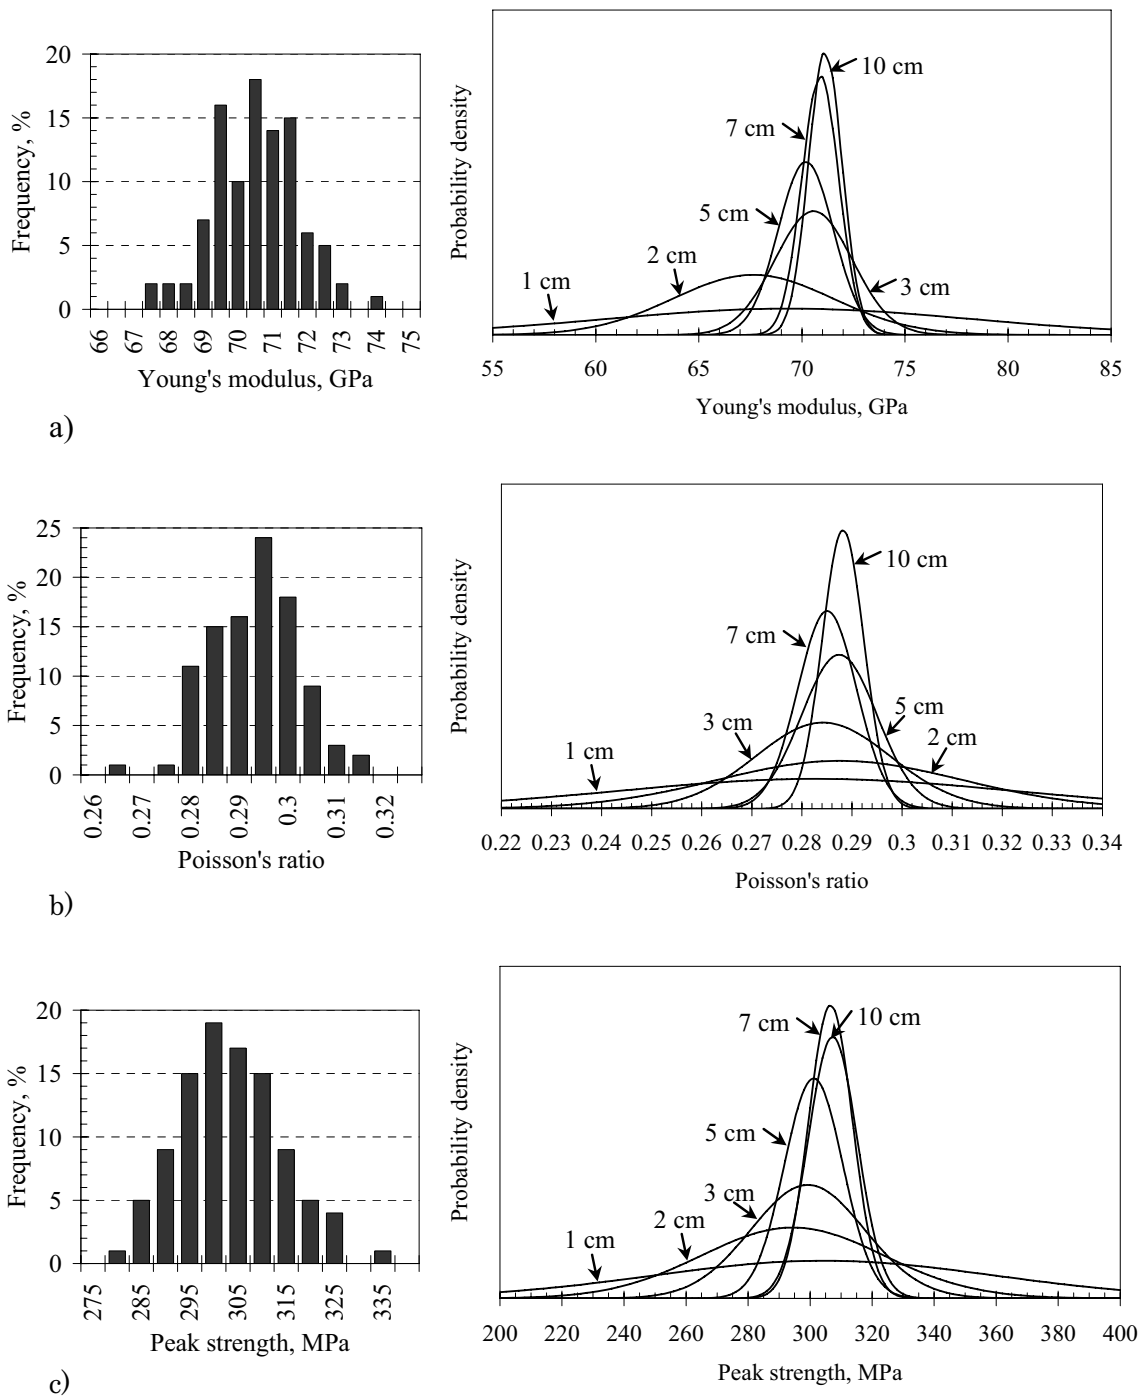 20
15
10
5
0
Frequency, %
66 67 68 69 70 71 72 73 74 75
Young's modulus, GPa
a)
Probability density
10 cm
7 cm
5 cm
2 cm
1 cm
3 cm
55 60 65 70 75 80 85
Young's modulus, GPa
25
20
15
10
5
0
Frequency, %
0.26 0.27 0.28 0.29 0.3 0.31 0.32
Poisson's ratio
b)
Probability density
10 cm
7 cm
5 cm
3 cm
2 cm
1 cm
0.22 0.23 0.24 0.25 0.26 0.27 0.28 0.29 0.3 0.31 0.32 0.33 0.34
Poisson's ratio
20
15
10
5
0
Frequency, %
275 285 295 305 315 325 335
Peak strength, MPa
c)
Probability density
7 cm
10 cm
5 cm
3 cm
2 cm
1 cm
200 220 240 260 280 300 320 340 360 380 400
Peak strength, MPa